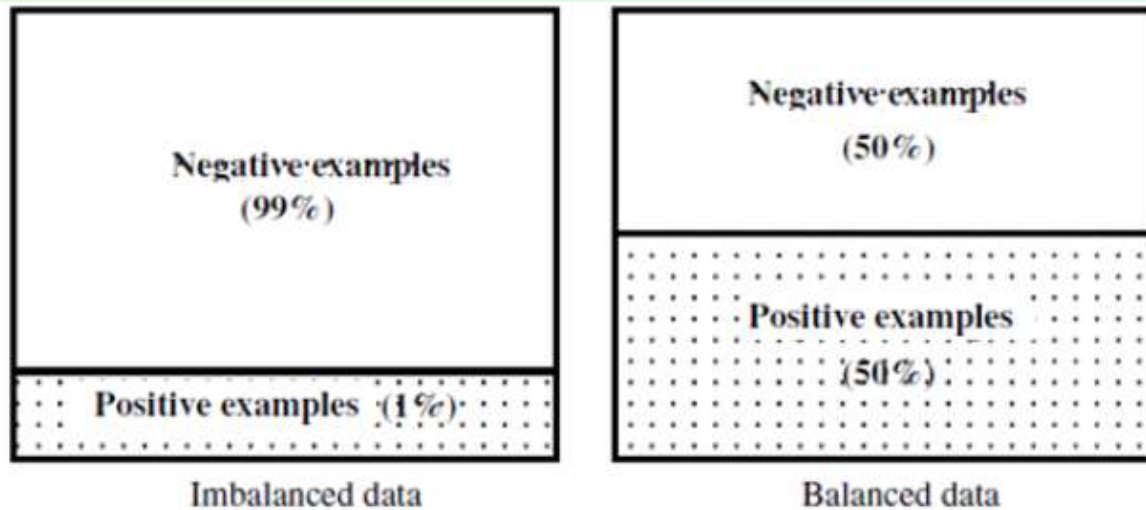 Negative examples
(99%)
Positive examples (1%)
Imbalanced data
Negative examples
(50%)
Positive examples
(50%)
Balanced data